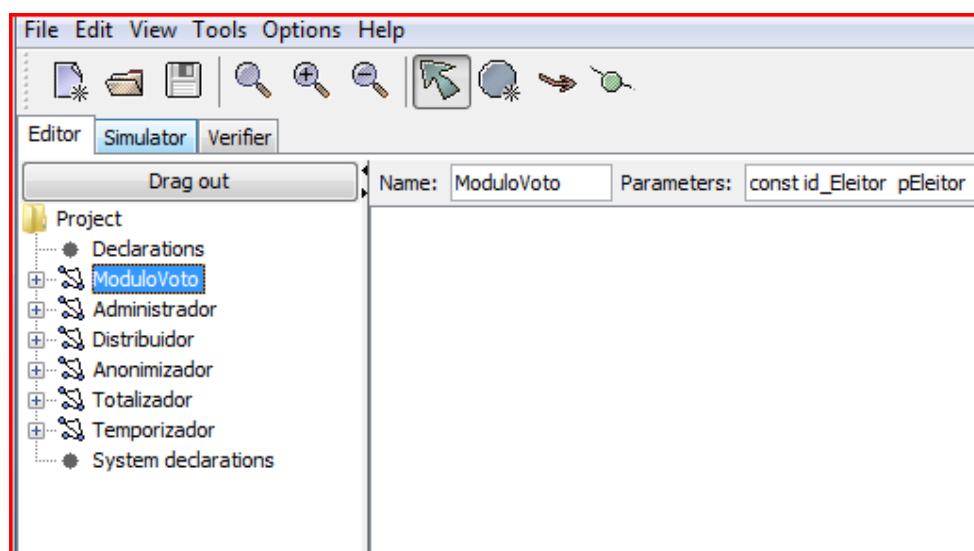 File Edit View Tools Options Help
Editor Simulator Verifier
Drag out
Name: ModuloVoto Parameters: const id_Eleitor pEleitor
Project
Declarations
ModuloVoto
Administrador
Distribuidor
Anonimizador
Totalizador
Temporizador
System declarations